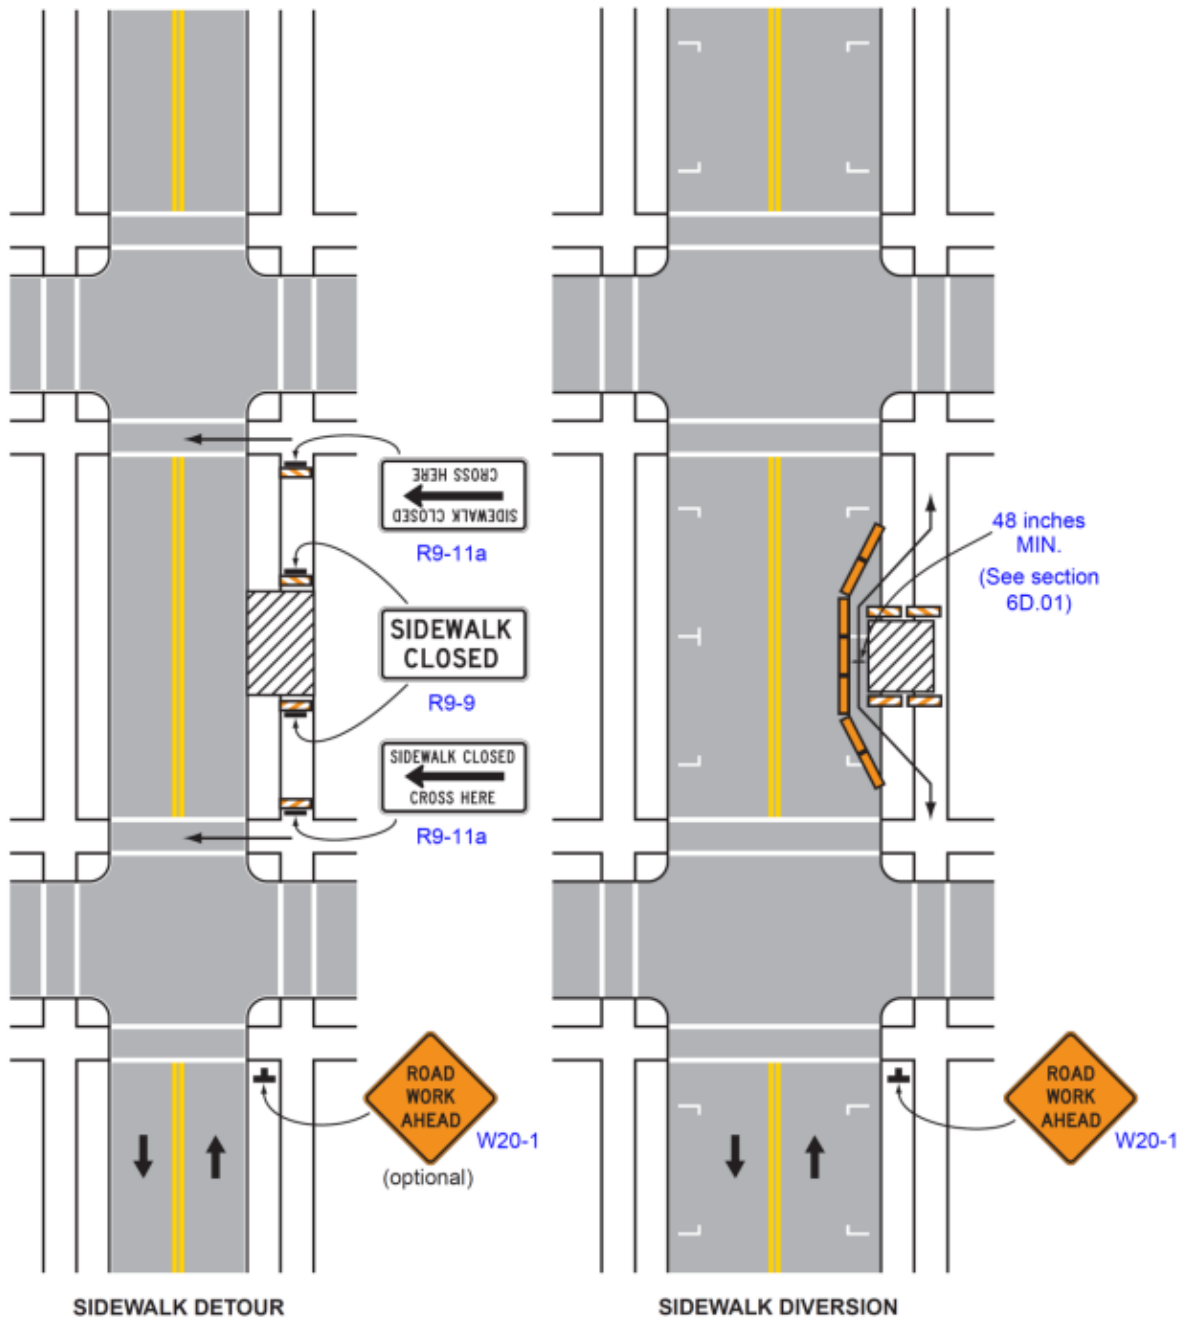 CROSS HERE
SIDEWALK CLOSED
R9-11a
SIDEWALK
CLOSED
R9-9
SIDEWALK CLOSED
CROSS HERE
R9-11a
ROAD
WORK
AHEAD
W20-1
(optional)
SIDEWALK DETOUR
48 inches
MIN.
(See section
6D.01)
ROAD
WORK
AHEAD
W20-1
SIDEWALK DIVERSION